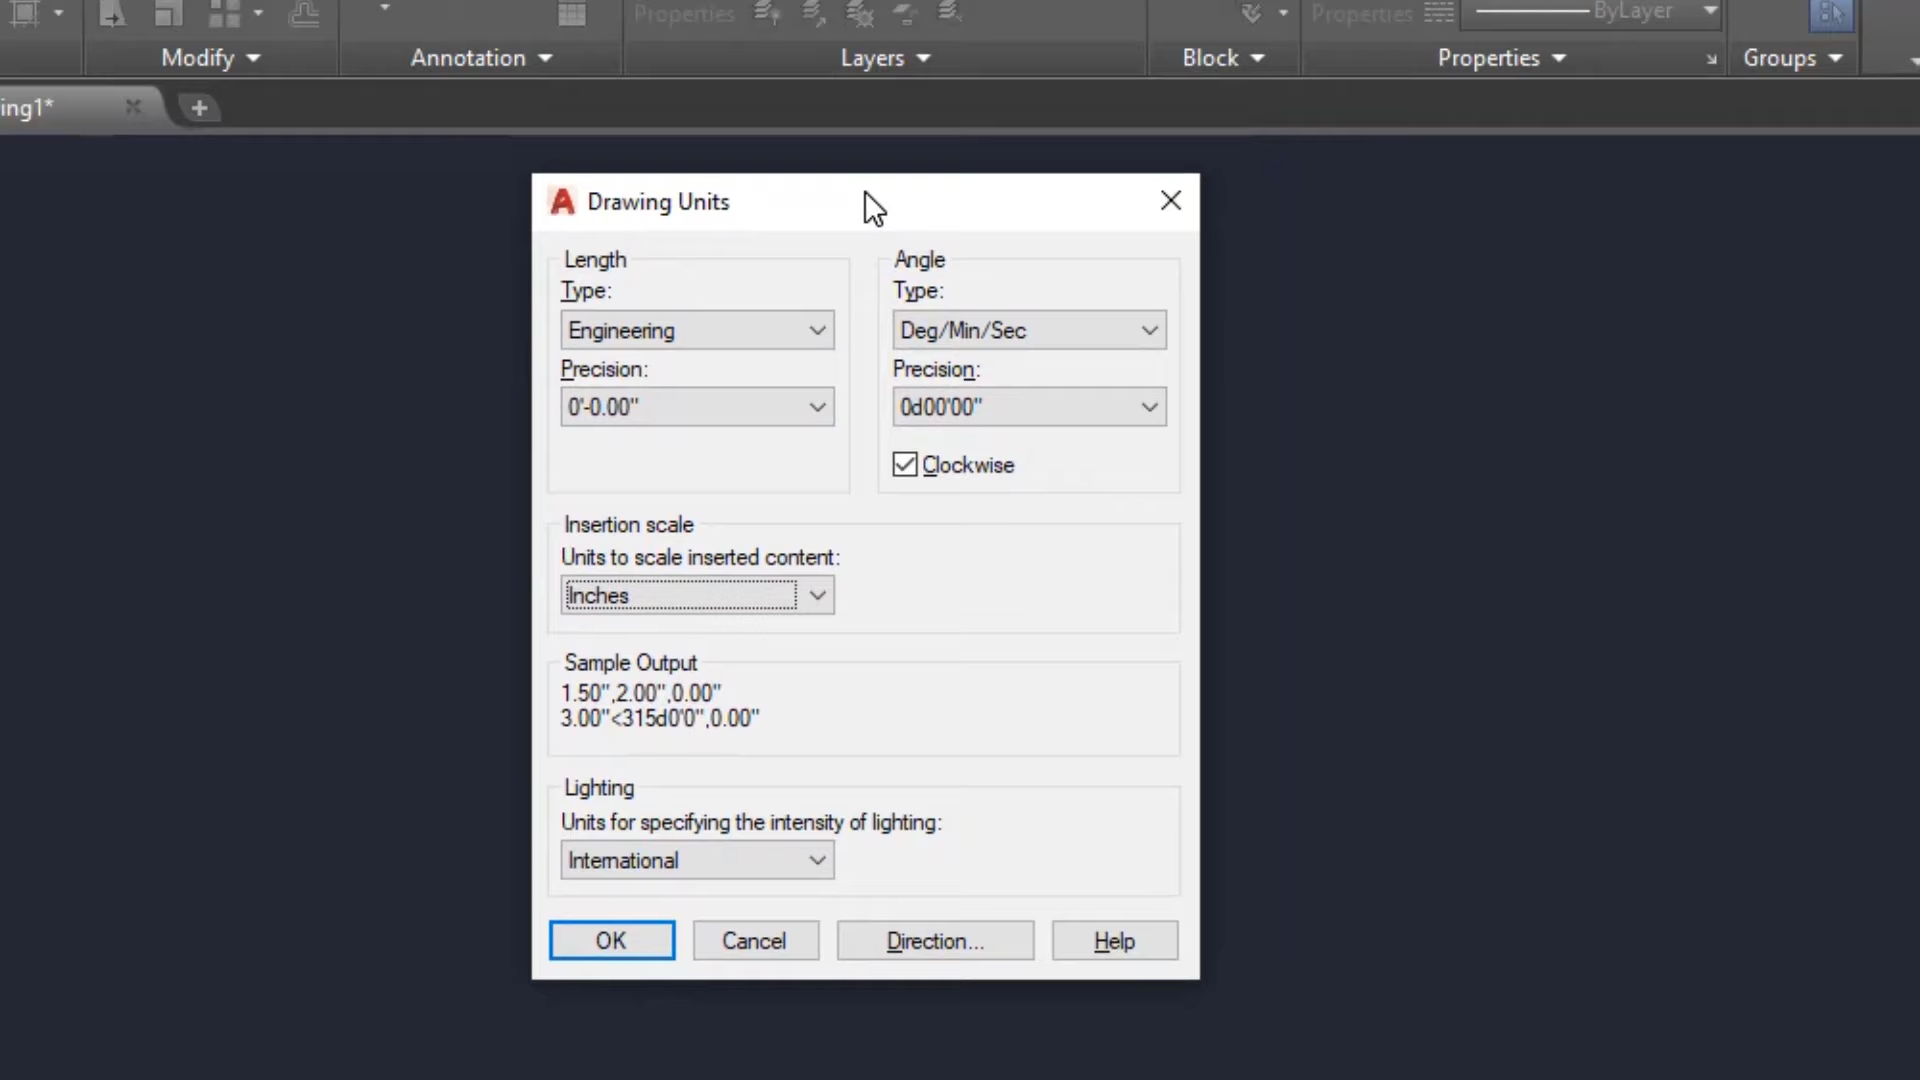 Properties
Properties
ByLayer
Modify
Annotation
Layers
Block
Properties
Groups
ing1*
Drawing Units
Length
Type:
Engineering
Precision:
0'-0.00"
Angle
Type:
Deg/Min/Sec
Precision:
0d00'00"
Clockwise
Insertion scale
Units to scale inserted content:
Inches
Sample Output
1.50",2.00",0.00"
3.00"<315d0'0",0.00"
Lighting
Units for specifying the intensity of lighting:
International
OK
Cancel
Direction...
Help